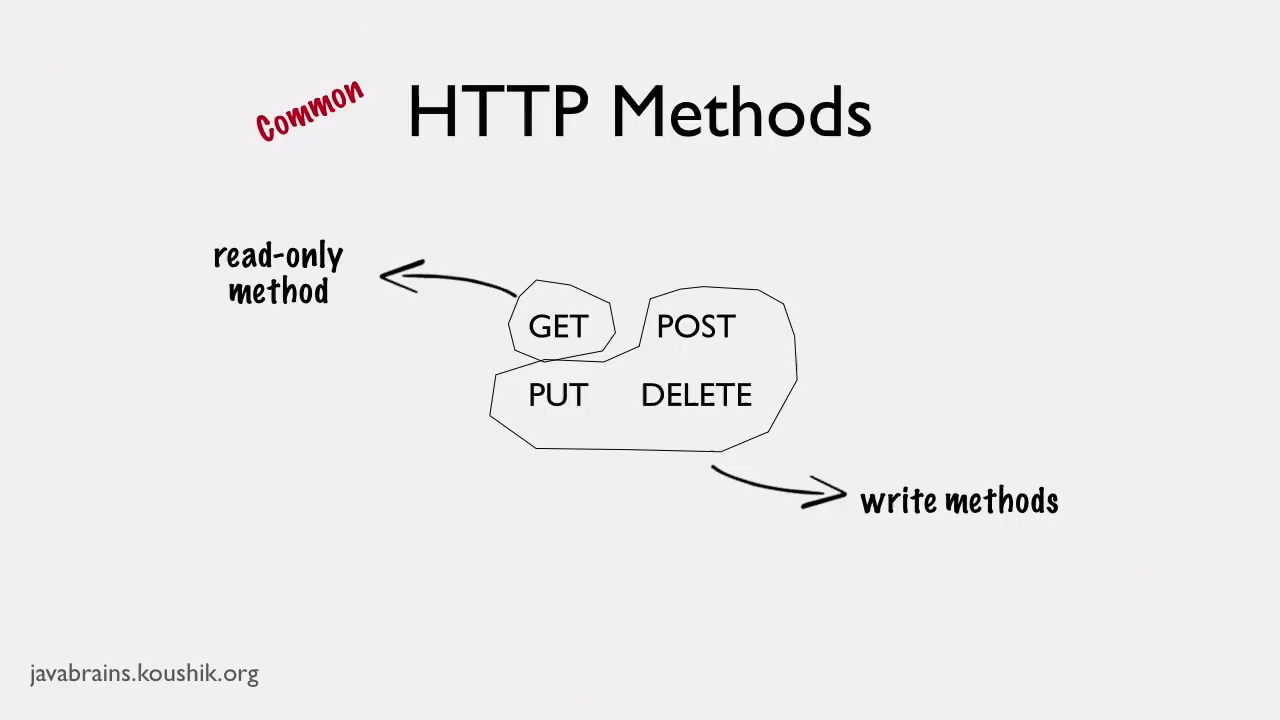 Common HTTP Methods
read-only
method
GET POST
PUT DELETE
write methods
javabrains.koushik.org